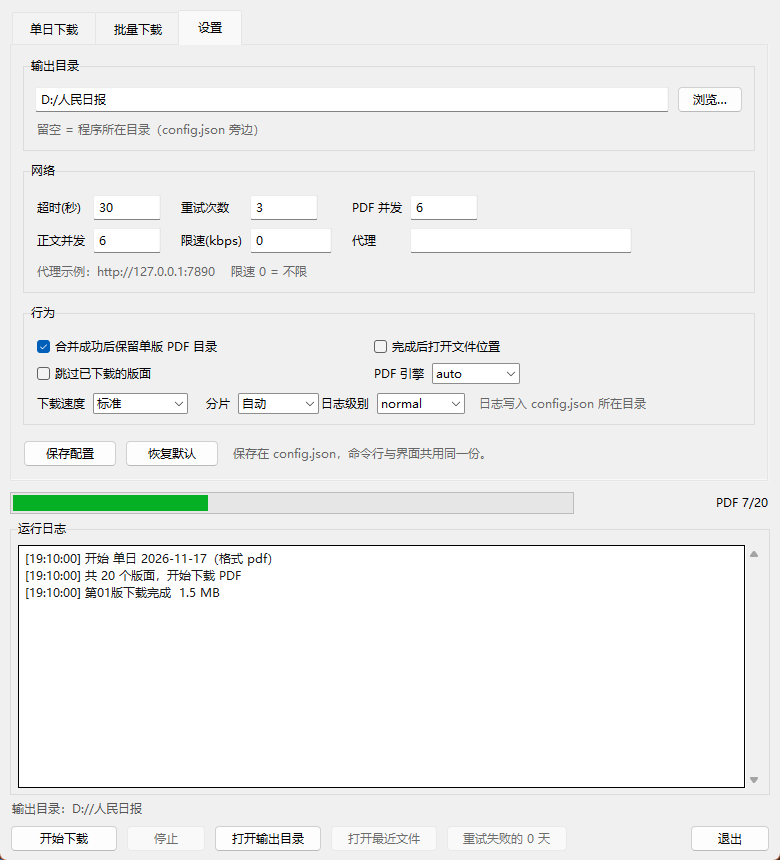 单日下载 批量下载 设置
输出目录
D:/人民日报 浏览...
留空 = 程序所在目录（config.json 旁边）
网络
超时(秒) 30 重试次数 3 PDF 并发 6
正文并发 6 限速(kbps) 0 代理
代理示例：http://127.0.0.1:7890 限速 0 = 不限
行为
合并成功后保留单版 PDF 目录 完成后打开文件位置
跳过已下载的版面 PDF 引擎 auto
下载速度 标准 分片 自动 日志级别 normal 日志写入 config.json 所在目录
保存配置 恢复默认 保存在 config.json，命令行与界面共用同一份。
PDF 7/20
运行日志
[19:10:00] 开始 单日 2026-11-17（格式 pdf）
[19:10:00] 共 20 个版面，开始下载 PDF
[19:10:00] 第01版下载完成  1.5 MB
输出目录：D://人民日报
开始下载 停止 打开输出目录 打开最近文件 重试失败的 0 天 退出